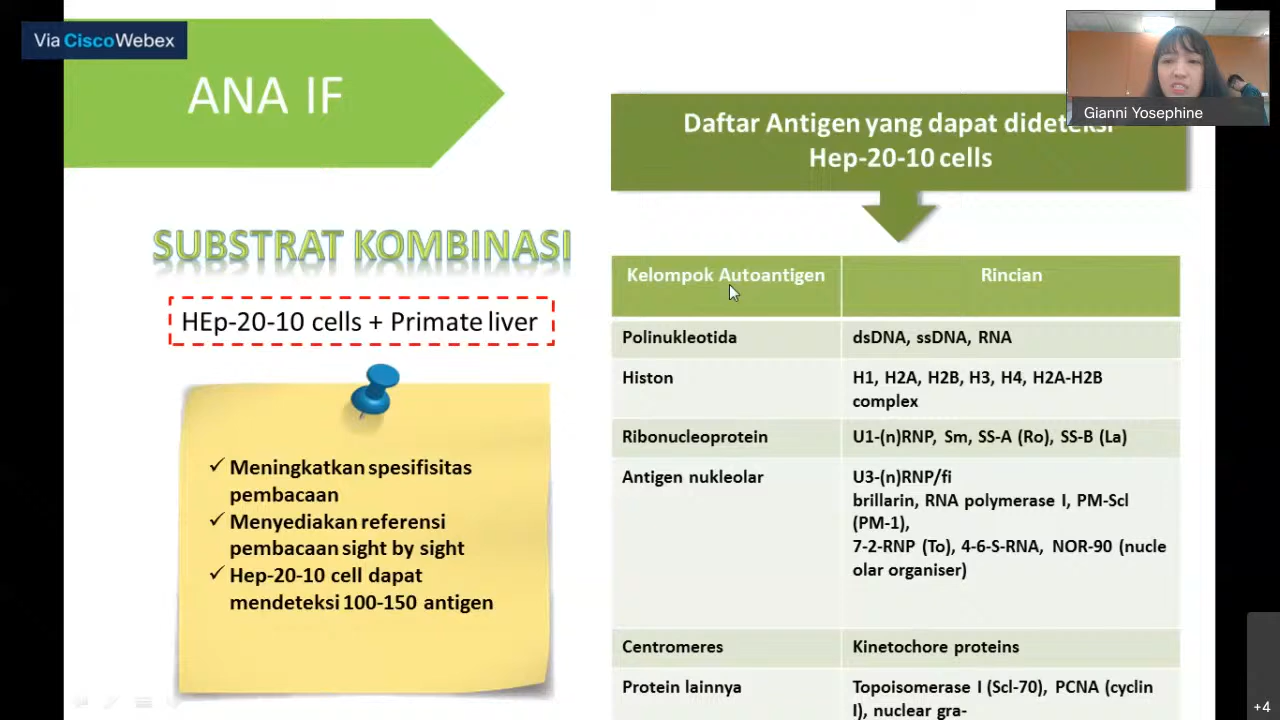 Via CiscoWebex
ANA IF
Gianni Yosephine
Daftar Antigen yang dapat dideteksi
Hep-20-10 cells
SUBSTRAT KOMBINASI
HEp-20-10 cells + Primate liver
✓ Meningkatkan spesifisitas
pembacaan
✓ Menyediakan referensi
pembacaan sight by sight
✓ Hep-20-10 cell dapat
mendeteksi 100-150 antigen
Kelompok Autoantigen
Rincian
Polinukleotida
dsDNA, ssDNA, RNA
Histon
H1, H2A, H2B, H3, H4, H2A-H2B
complex
Ribonucleoprotein
U1-(n)RNP, Sm, SS-A (Ro), SS-B (La)
Antigen nukleolar
U3-(n)RNP/fi
brillarin, RNA polymerase I, PM-Scl
(PM-1),
7-2-RNP (To), 4-6-S-RNA, NOR-90 (nucle
olar organiser)
Centromeres
Kinetochore proteins
Protein lainnya
Topoisomerase I (Scl-70), PCNA (cyclin
I), nuclear gra-
+4